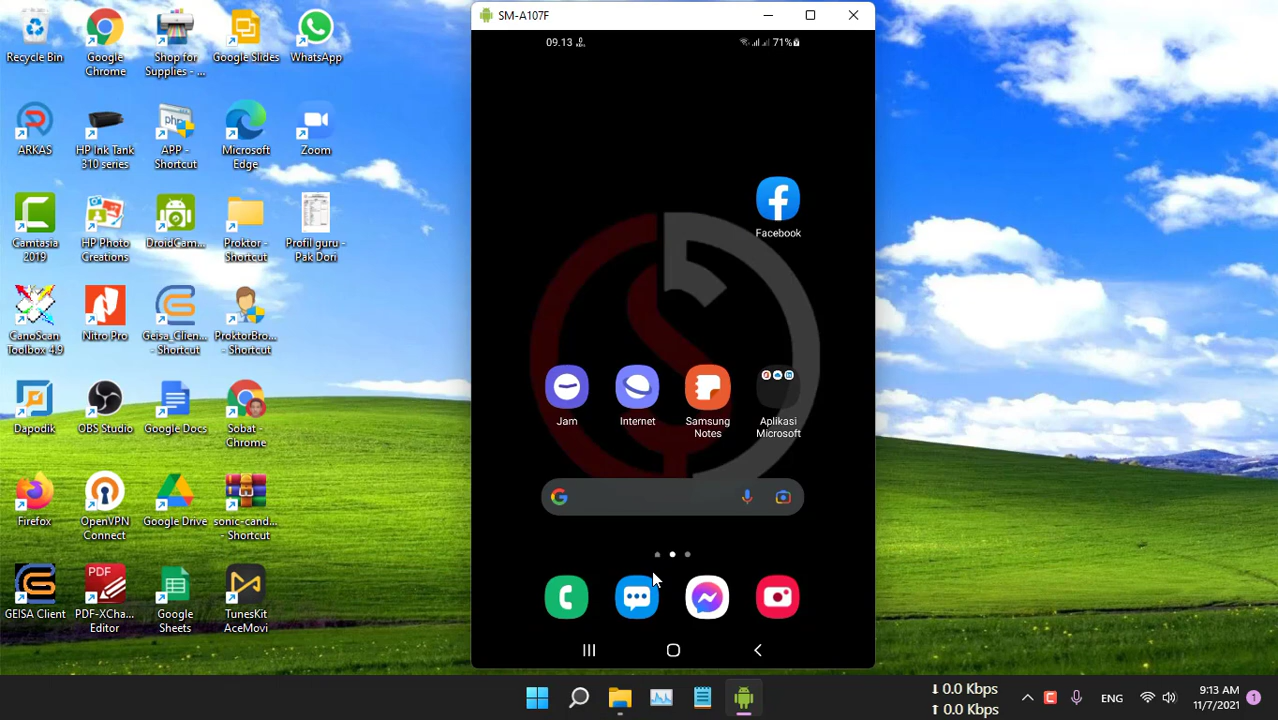 Recycle Bin
Google
Chrome
Shop for
Supplies - ...
Google Slides
WhatsApp
ARKAS
HP Ink Tank
310 series
php
APP -
Shortcut
Microsoft
Edge
Zoom
Camtasia
2019
HP Photo
Creations
DroidCam...
Proktor -
Shortcut
Profil guru -
Pak Dori
CanoScan
Toolbox 4.9
Nitro Pro
Geisa_Clien...
- Shortcut
ProktorBro...
- Shortcut
Dapodik
OBS Studio
Google Docs
Sobat -
Chrome
Firefox
OpenVPN
Connect
Google Drive
sonic-cand...
- Shortcut
GEISA Client
PDF
PDF-XCha...
Editor
Google
Sheets
TunesKit
AceMovi
SM-A107F
09.13
71%
Facebook
Jam
Internet
Samsung
Notes
Aplikasi
Microsoft
0.0 Kbps
0.0 Kbps
ENG
9:13 AM
11/7/2021
1